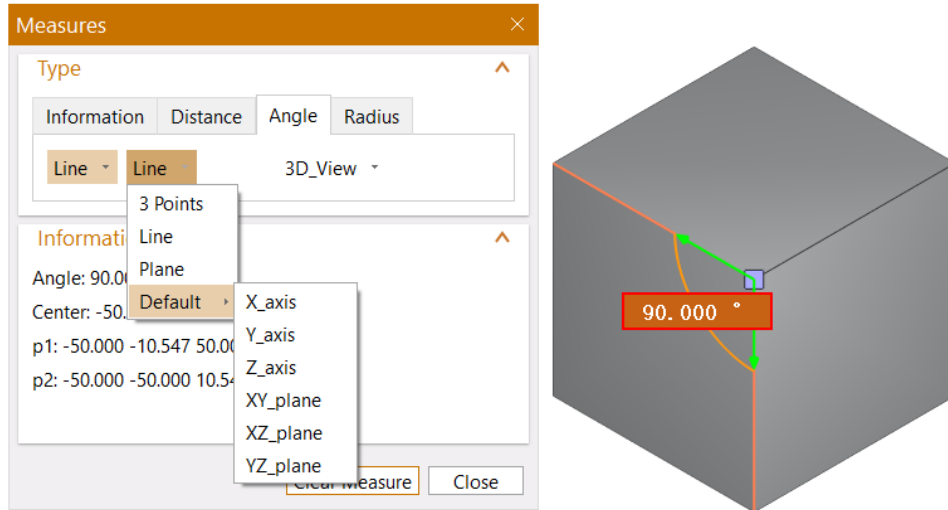 Measures
Type
Information Distance Angle Radius
Line Line 3D_View
3 Points
Line
Plane
Default
X_axis
Y_axis
Z_axis
XY_plane
XZ_plane
YZ_plane
Angle: 90.0
Center: -50.
p1: -50.000 -10.547 50.00
p2: -50.000 -50.000 10.54
Clear Measure Close
90.000 °